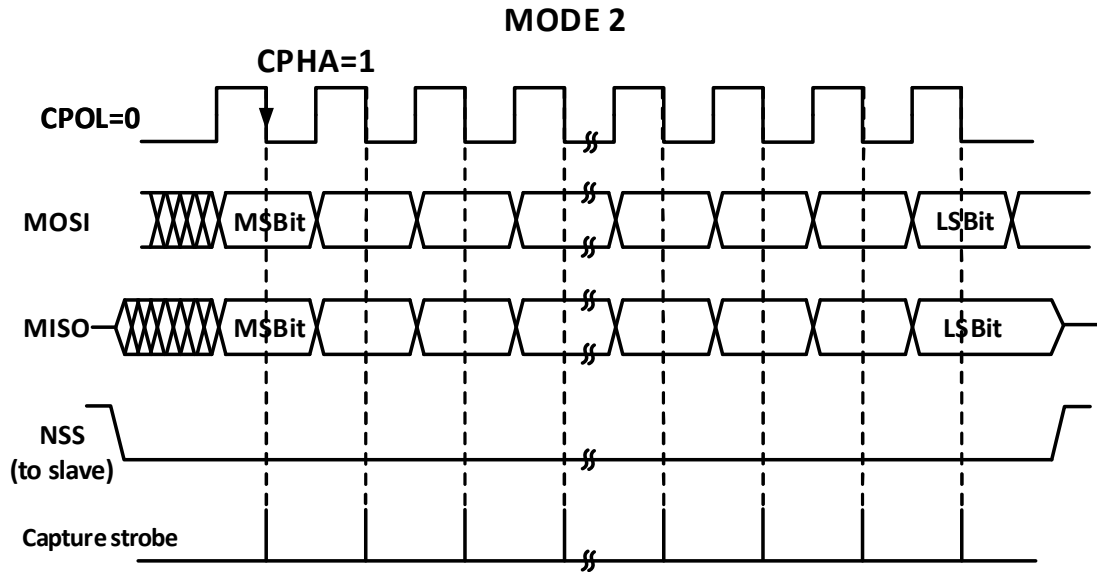 MODE 2
CPHA=1
CPOL=0
MOSI
MSBit
LSBit
MISO
MSBit
LSBit
NSS
(to slave)
Capture strobe